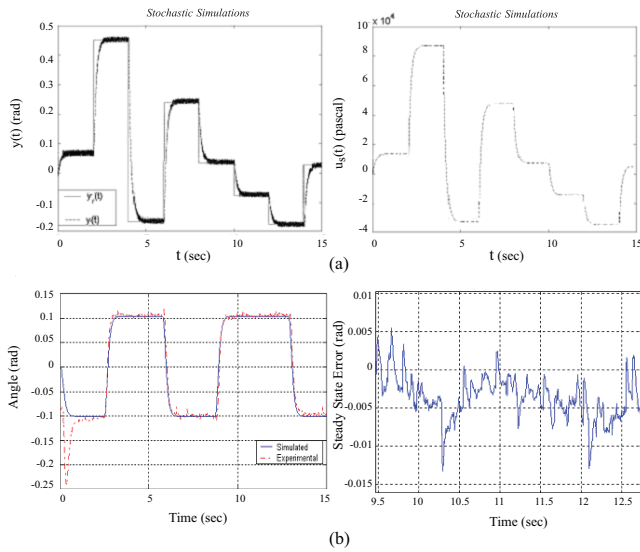 Stochastic Simulations
y(t) (rad)
0.5
0.4
0.3
0.2
0.1
0
-0.1
-0.2
y_r(t)
y(t)
0
5
10
15
t (sec)
Stochastic Simulations
x 10^4
u_s(t) (pascal)
10
8
6
4
2
0
-2
-4
0
5
10
15
t (sec)
(a)
Angle (rad)
0.15
0.1
0.05
0
-0.05
-0.1
-0.15
-0.2
-0.25
Simulated
Experimental
0
5
10
15
Time (sec)
Steady State Error (rad)
0.01
0.005
0
-0.005
-0.01
-0.015
9.5
10
10.5
11
11.5
12
12.5
Time (sec)
(b)